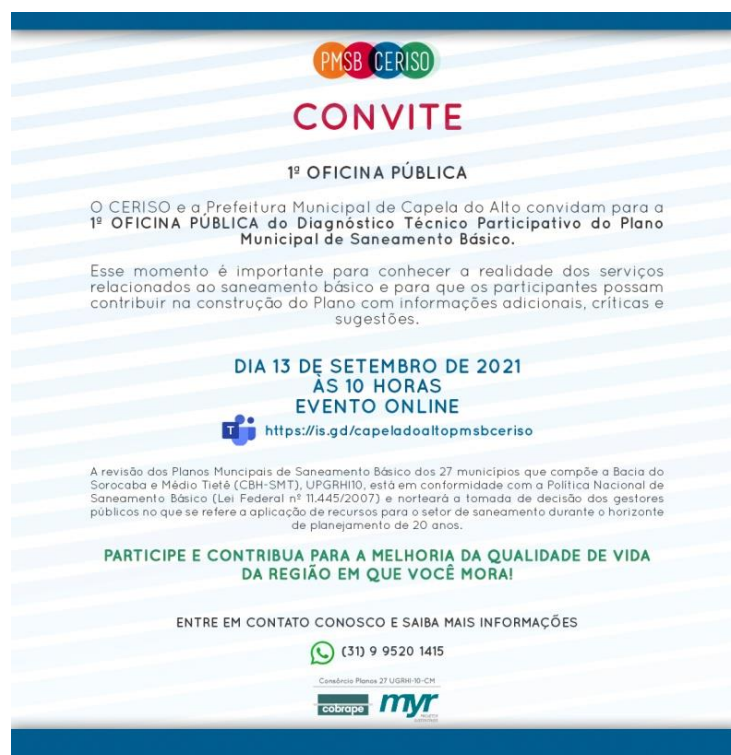 PMSB CERISO
CONVITE
1º OFICINA PÚBLICA
O CERISO e a Prefeitura Municipal de Capela do Alto convidam para a
1º OFICINA PÚBLICA do Diagnóstico Técnico Participativo do Plano
Municipal de Saneamento Básico.
Esse momento é importante para conhecer a realidade dos serviços
relacionados ao saneamento básico e para que os participantes possam
contribuir na construção do Plano com informações adicionais, críticas e
sugestões.
DIA 13 DE SETEMBRO DE 2021
ÀS 10 HORAS
EVENTO ONLINE
T https://is.gd/capeladoaltopmsbceriso
A revisão dos Planos Muncipais de Saneamento Básico dos 27 municípios que compõe a Bacia do
Sorocaba e Médio Tietê (CBH-SMT), UPGRHI10, está em conformidade com a Política Nacional de
Saneamento Básico (Lei Federal nº 11.445/2007) e norteará a tomada de decisão dos gestores
públicos no que se refere a aplicação de recursos para o setor de saneamento durante o horizonte
de planejamento de 20 anos.
PARTICIPE E CONTRIBUA PARA A MELHORIA DA QUALIDADE DE VIDA
DA REGIÃO EM QUE VOCÊ MORA!
ENTRE EM CONTATO CONOSCO E SAIBA MAIS INFORMAÇÕES
(31) 9 9520 1415
Consórcio Planos 27 UGRHI-10-CM
cobrape myr